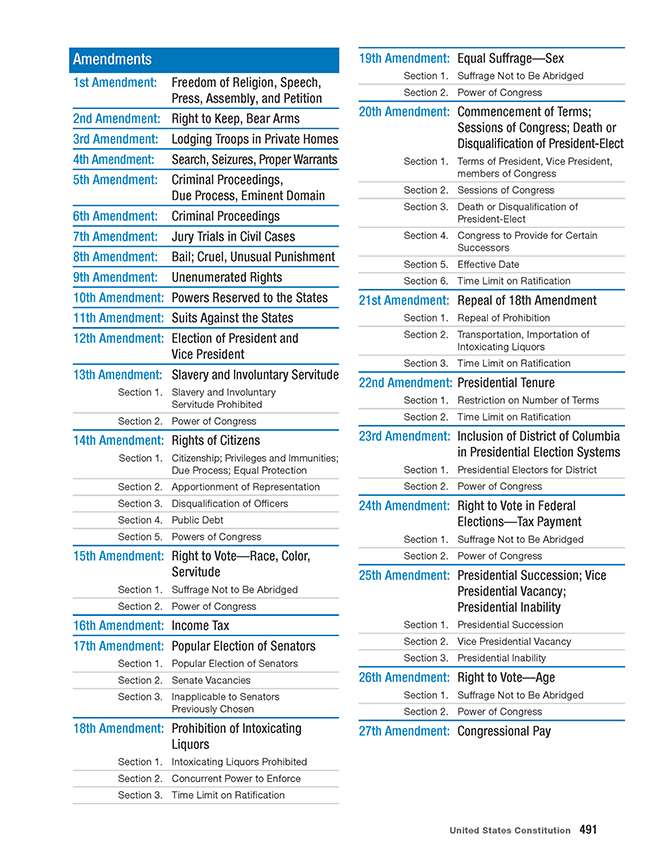 Amendments
1st Amendment: Freedom of Religion, Speech,
Press, Assembly, and Petition
2nd Amendment: Right to Keep, Bear Arms
3rd Amendment: Lodging Troops in Private Homes
4th Amendment: Search, Seizures, Proper Warrants
5th Amendment: Criminal Proceedings,
Due Process, Eminent Domain
6th Amendment: Criminal Proceedings
7th Amendment: Jury Trials in Civil Cases
8th Amendment: Bail; Cruel, Unusual Punishment
9th Amendment: Unenumerated Rights
10th Amendment: Powers Reserved to the States
11th Amendment: Suits Against the States
12th Amendment: Election of President and
Vice President
13th Amendment: Slavery and Involuntary Servitude
Section 1. Slavery and Involuntary
Servitude Prohibited
Section 2. Power of Congress
14th Amendment: Rights of Citizens
Section 1. Citizenship; Privileges and Immunities;
Due Process; Equal Protection
Section 2. Apportionment of Representation
Section 3. Disqualification of Officers
Section 4. Public Debt
Section 5. Powers of Congress
15th Amendment: Right to Vote—Race, Color,
Servitude
Section 1. Suffrage Not to Be Abridged
Section 2. Power of Congress
16th Amendment: Income Tax
17th Amendment: Popular Election of Senators
Section 1. Popular Election of Senators
Section 2. Senate Vacancies
Section 3. Inapplicable to Senators
Previously Chosen
18th Amendment: Prohibition of Intoxicating
Liquors
Section 1. Intoxicating Liquors Prohibited
Section 2. Concurrent Power to Enforce
Section 3. Time Limit on Ratification
19th Amendment: Equal Suffrage—Sex
Section 1. Suffrage Not to Be Abridged
Section 2. Power of Congress
20th Amendment: Commencement of Terms;
Sessions of Congress; Death or
Disqualification of President-Elect
Section 1. Terms of President, Vice President,
members of Congress
Section 2. Sessions of Congress
Section 3. Death or Disqualification of
President-Elect
Section 4. Congress to Provide for Certain
Successors
Section 5. Effective Date
Section 6. Time Limit on Ratification
21st Amendment: Repeal of 18th Amendment
Section 1. Repeal of Prohibition
Section 2. Transportation, Importation of
Intoxicating Liquors
Section 3. Time Limit on Ratification
22nd Amendment: Presidential Tenure
Section 1. Restriction on Number of Terms
Section 2. Time Limit on Ratification
23rd Amendment: Inclusion of District of Columbia
in Presidential Election Systems
Section 1. Presidential Electors for District
Section 2. Power of Congress
24th Amendment: Right to Vote in Federal
Elections—Tax Payment
Section 1. Suffrage Not to Be Abridged
Section 2. Power of Congress
25th Amendment: Presidential Succession; Vice
Presidential Vacancy;
Presidential Inability
Section 1. Presidential Succession
Section 2. Vice Presidential Vacancy
Section 3. Presidential Inability
26th Amendment: Right to Vote—Age
Section 1. Suffrage Not to Be Abridged
Section 2. Power of Congress
27th Amendment: Congressional Pay
United States Constitution 491